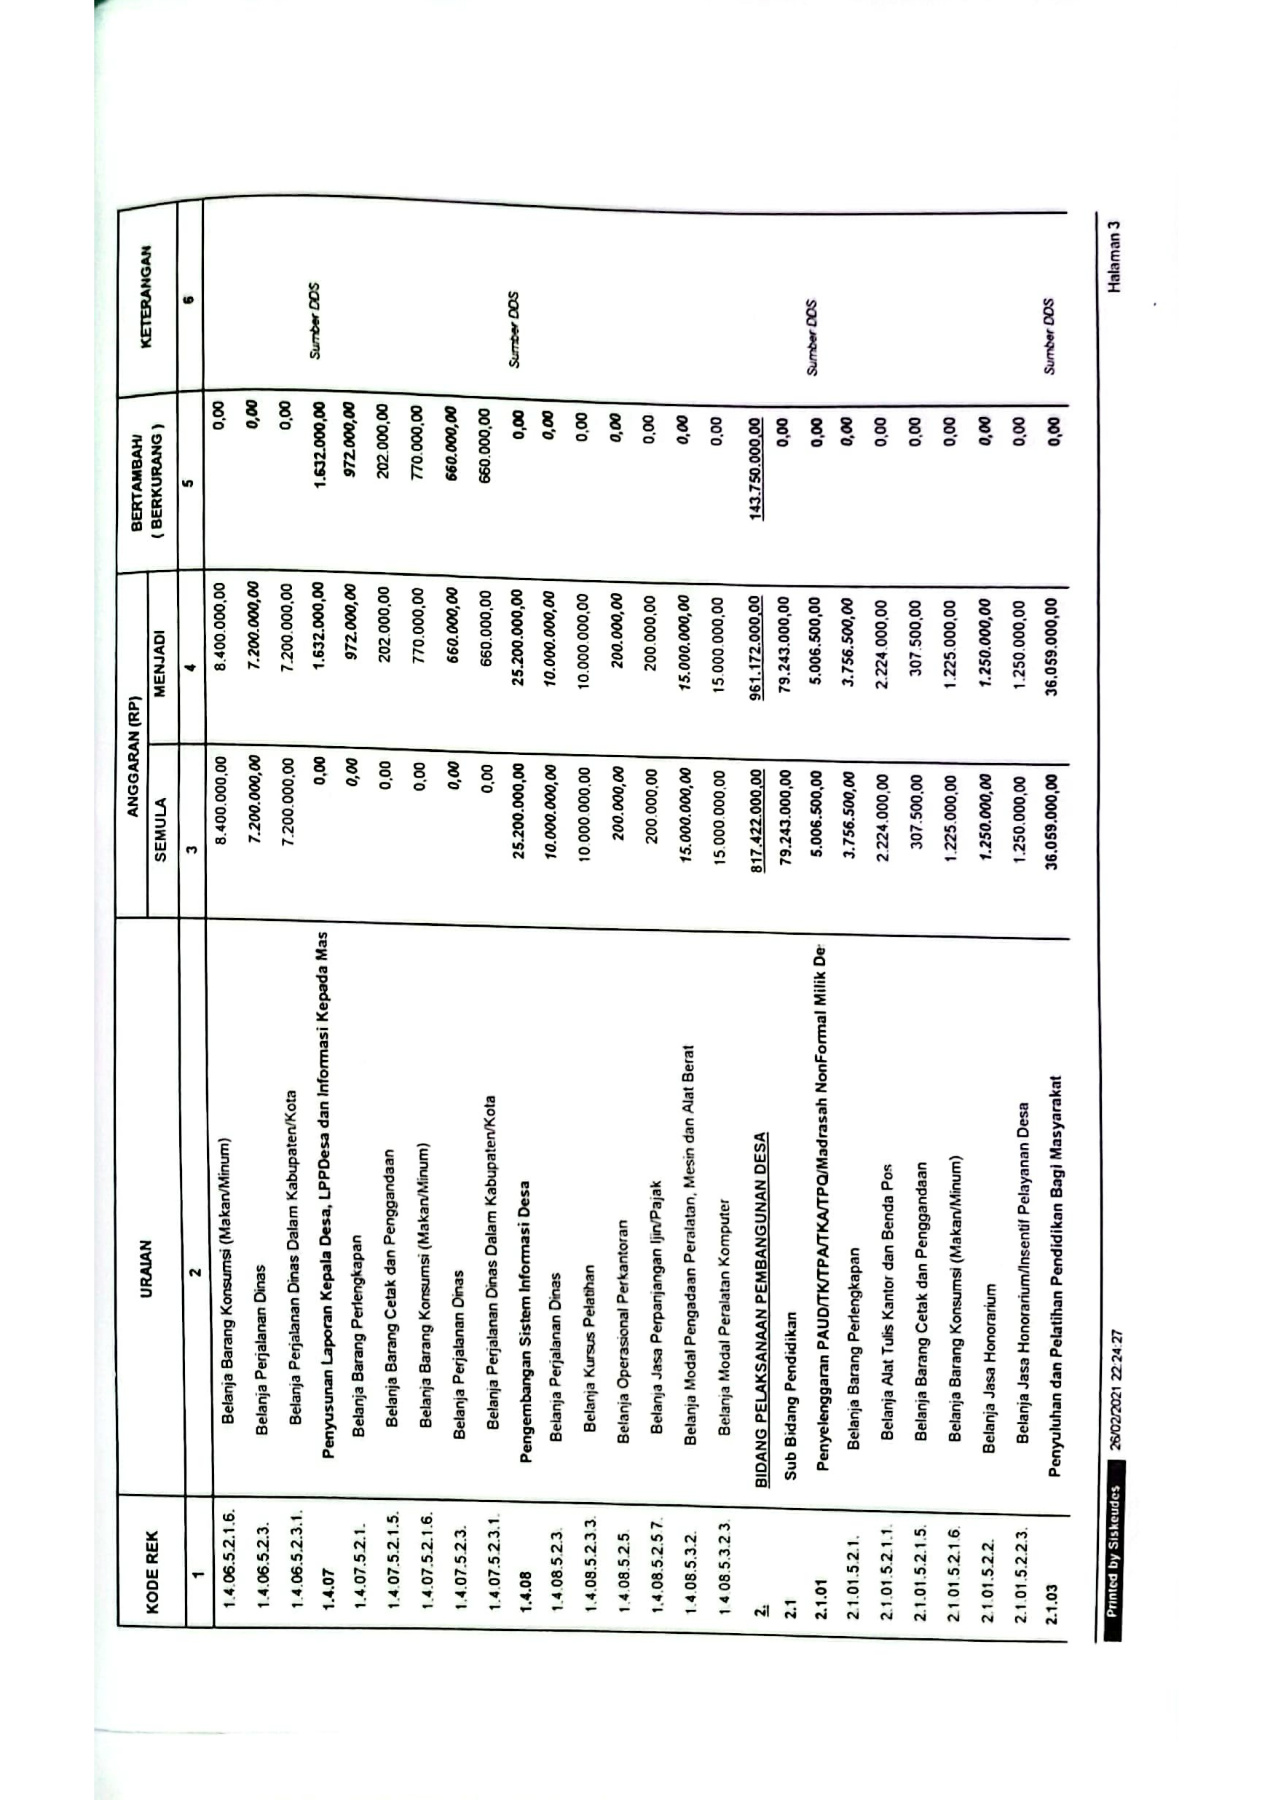 KODE REK URAIAN ANGGARAN (RP) BERTAMBAH/ ( BERKURANG ) KETERANGAN
SEMULA MENJADI
1 2 3 4 5 6
1.4.06.5.2.1.6. Belanja Barang Konsumsi (Makan/Minum) 8.400.000,00 8.400.000,00 0,00
1.4.06.5.2.3. Belanja Perjalanan Dinas 7.200.000,00 7.200.000,00 0,00
1.4.06.5.2.3.1. Belanja Perjalanan Dinas Dalam Kabupaten/Kota 7.200.000,00 7.200.000,00 0,00
1.4.07 Penyusunan Laporan Kepala Desa, LPPDesa dan Informasi Kepada Mas 0,00 1.632.000,00 1.632.000,00 Sumber DDS
1.4.07.5.2.1. Belanja Barang Perlengkapan 0,00 972.000,00 972.000,00
1.4.07.5.2.1.5. Belanja Barang Cetak dan Penggandaan 0,00 202.000,00 202.000,00
1.4.07.5.2.1.6. Belanja Barang Konsumsi (Makan/Minum) 0,00 770.000,00 770.000,00
1.4.07.5.2.3. Belanja Perjalanan Dinas 0,00 660.000,00 660.000,00
1.4.07.5.2.3.1. Belanja Perjalanan Dinas Dalam Kabupaten/Kota 0,00 660.000,00 660.000,00
1.4.08 Pengembangan Sistem Informasi Desa 25.200.000,00 25.200.000,00 0,00 Sumber DDS
1.4.08.5.2.3. Belanja Perjalanan Dinas 10.000.000,00 10.000.000,00 0,00
1.4.08.5.2.3.3. Belanja Kursus Pelatihan 10.000.000,00 10.000.000,00 0,00
1.4.08.5.2.5. Belanja Operasional Perkantoran 200.000,00 200.000,00 0,00
1.4.08.5.2.5.7. Belanja Jasa Perpanjangan Ijin/Pajak 200.000,00 200.000,00 0,00
1.4.08.5.3.2. Belanja Modal Pengadaan Peralatan, Mesin dan Alat Berat 15.000.000,00 15.000.000,00 0,00
1.4.08.5.3.2.3. Belanja Modal Peralatan Komputer 15.000.000,00 15.000.000,00 0,00
2. BIDANG PELAKSANAAN PEMBANGUNAN DESA 817.422.000,00 961.172.000,00 143.750.000,00
2.1 Sub Bidang Pendidikan 79.243.000,00 79.243.000,00 0,00
2.1.01 Penyelenggaran PAUD/TK/TPA/TKA/TPQ/Madrasah NonFormal Milik De 5.006.500,00 5.006.500,00 0,00 Sumber DDS
2.1.01.5.2.1. Belanja Barang Perlengkapan 3.756.500,00 3.756.500,00 0,00
2.1.01.5.2.1.1. Belanja Alat Tulis Kantor dan Benda Pos 2.224.000,00 2.224.000,00 0,00
2.1.01.5.2.1.5. Belanja Barang Cetak dan Penggandaan 307.500,00 307.500,00 0,00
2.1.01.5.2.1.6. Belanja Barang Konsumsi (Makan/Minum) 1.225.000,00 1.225.000,00 0,00
2.1.01.5.2.2. Belanja Jasa Honorarium 1.250.000,00 1.250.000,00 0,00
2.1.01.5.2.2.3. Belanja Jasa Honorarium/Insentif Pelayanan Desa 1.250.000,00 1.250.000,00 0,00
2.1.03 Penyuluhan dan Pelatihan Pendidikan Bagi Masyarakat 36.059.000,00 36.059.000,00 0,00 Sumber DDS
Printed by Siskeudes 26/02/2021 22:24:27 Halaman 3